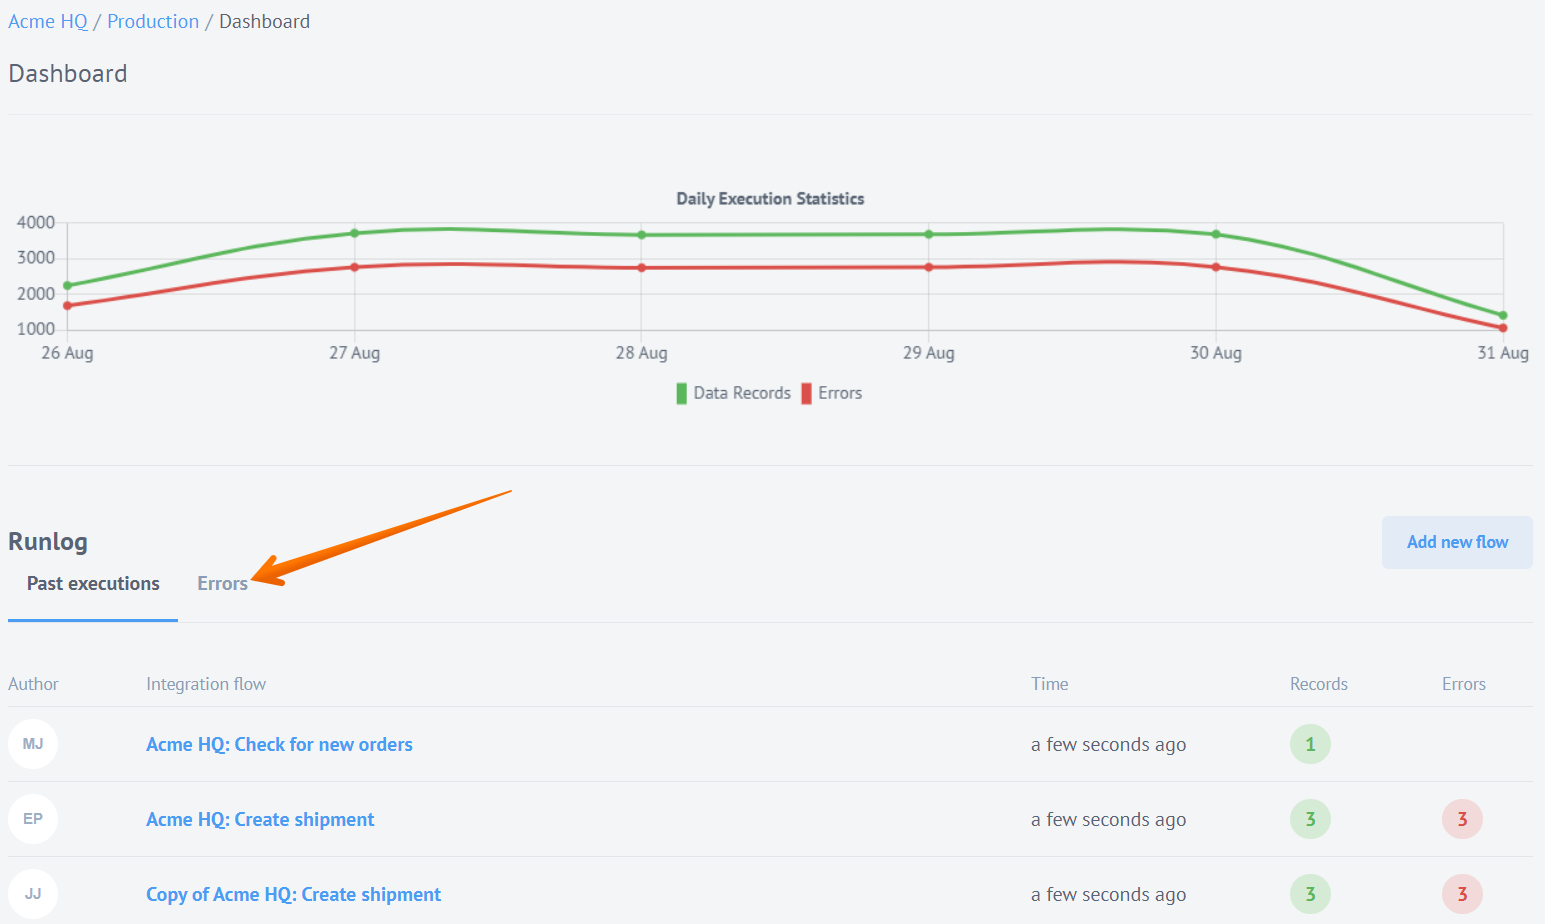 Acme HQ / Production / Dashboard
Dashboard
Daily Execution Statistics
4000
3000
2000
1000
26 Aug 27 Aug 28 Aug 29 Aug 30 Aug 31 Aug
Data Records Errors
Runlog
Add new flow
Past executions Errors
Author Integration flow Time Records Errors
MJ Acme HQ: Check for new orders a few seconds ago 1
EP Acme HQ: Create shipment a few seconds ago 3 3
JJ Copy of Acme HQ: Create shipment a few seconds ago 3 3